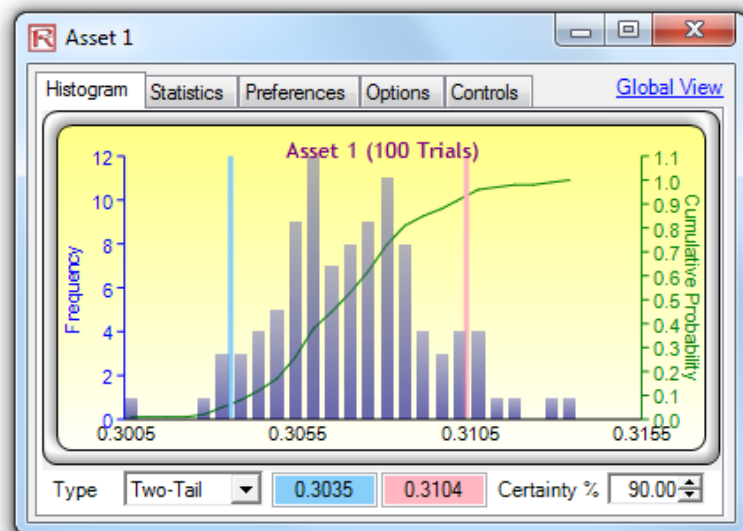 R Asset 1
Histogram Statistics Preferences Options Controls Global View
Asset 1 (100 Trials)
12
10
8
6
4
2
0
Frequency
1.1
1.0
0.9
0.8
0.7
0.6
0.5
0.4
0.3
0.2
0.1
0.0
Cumulative Probability
0.3005 0.3055 0.3105 0.3155
Type Two-Tail 0.3035 0.3104 Certainty % 90.00